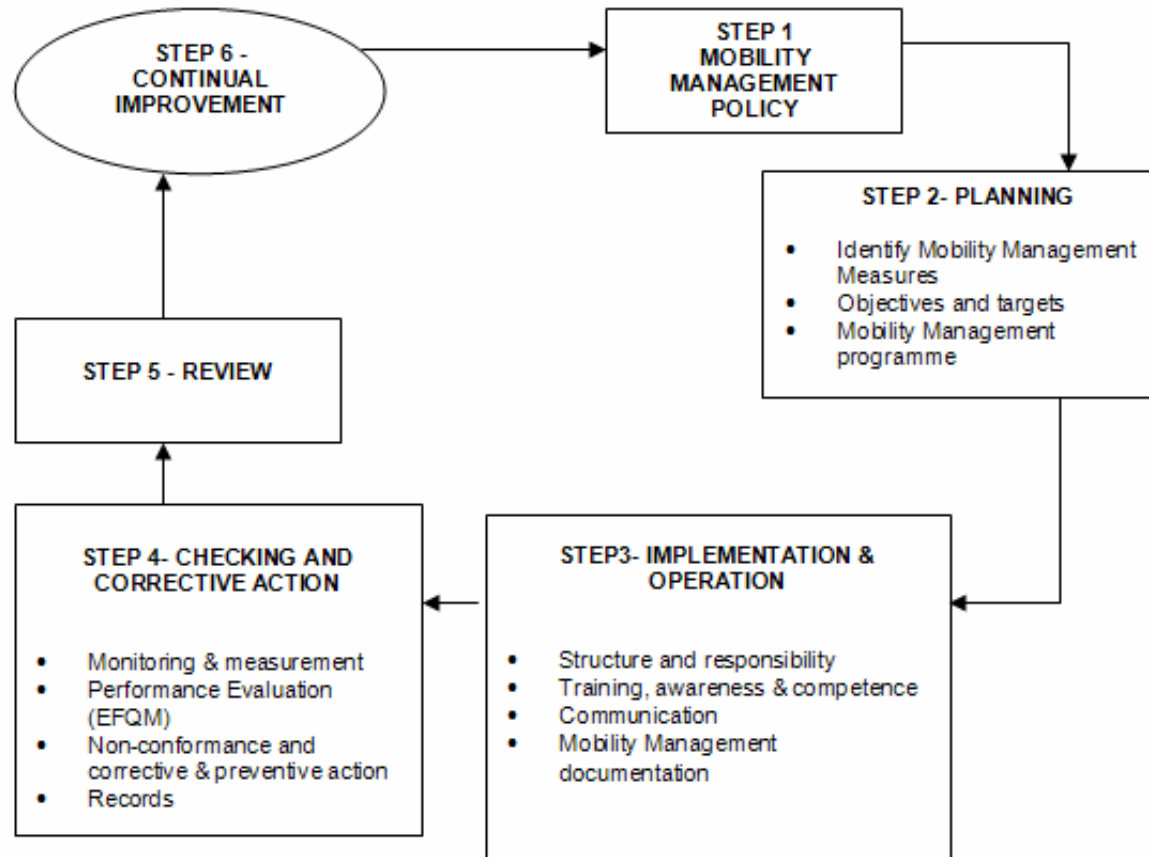 STEP 6 -
CONTINUAL
IMPROVEMENT
STEP 1
MOBILITY
MANAGEMENT
POLICY
STEP 2- PLANNING
• Identify Mobility Management
Measures
• Objectives and targets
• Mobility Management
programme
STEP3- IMPLEMENTATION &
OPERATION
• Structure and responsibility
• Training, awareness & competence
• Communication
• Mobility Management
documentation
STEP 4- CHECKING AND
CORRECTIVE ACTION
• Monitoring & measurement
• Performance Evaluation
(EFQM)
• Non-conformance and
corrective & preventive action
• Records
STEP 5 - REVIEW